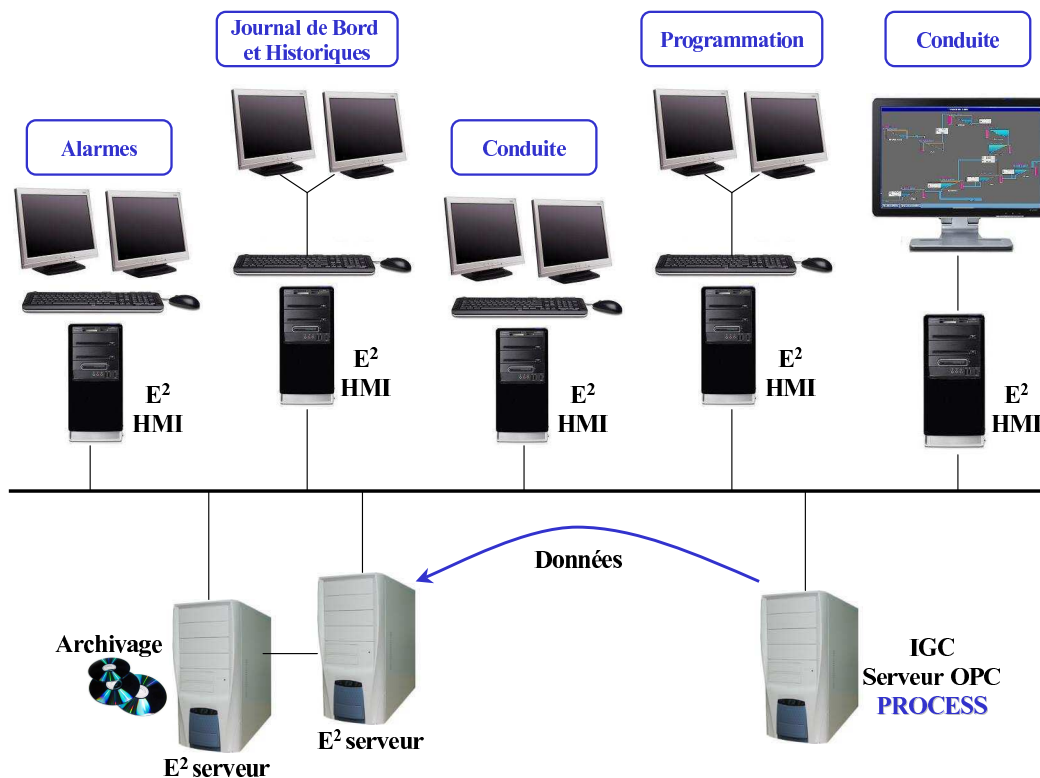 Journal de Bord
et Historiques
Programmation
Conduite
Alarmes
Conduite
E² HMI
E² HMI
E² HMI
E² HMI
E² HMI
Données
Archivage
E² serveur
E² serveur
IGC
Serveur OPC
PROCESS